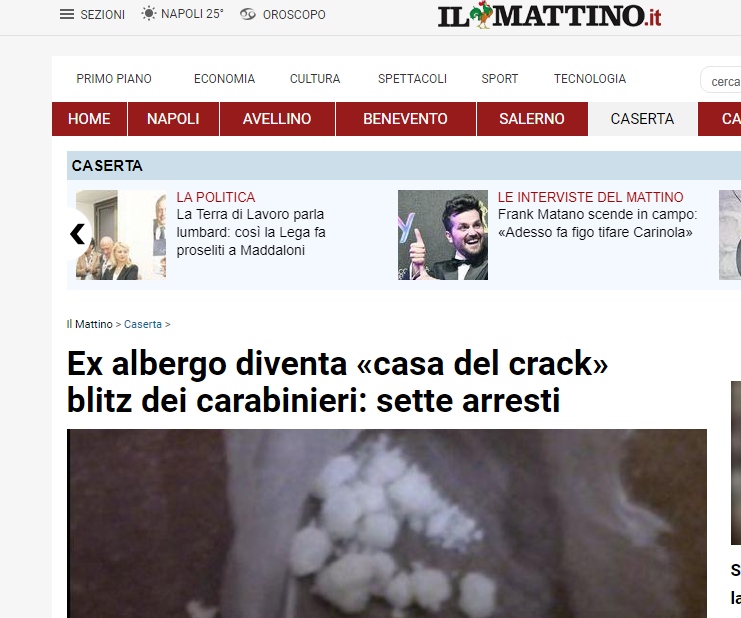 SEZIONI
NAPOLI 25°
OROSCOPO
IL MATTINO.it
PRIMO PIANO
ECONOMIA
CULTURA
SPETTACOLI
SPORT
TECNOLOGIA
cerca
HOME
NAPOLI
AVELLINO
BENEVENTO
SALERNO
CASERTA
CA
CASERTA
LA POLITICA
La Terra di Lavoro parla
lumbard: così la Lega fa
proseliti a Maddaloni
LE INTERVISTE DEL MATTINO
Frank Matano scende in campo:
«Adesso fa figo tifare Carinola»
Il Mattino > Caserta >
Ex albergo diventa «casa del crack»
blitz dei carabinieri: sette arresti
S
la